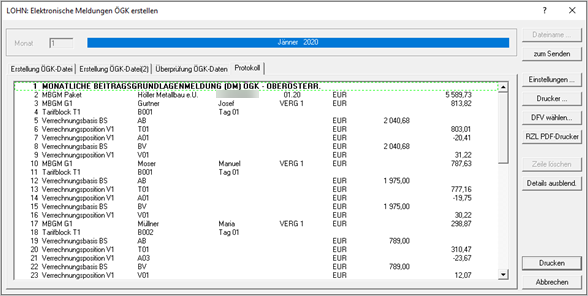 LOHN: Elektronische Meldungen ÖGK erstellen ? ×
Monat 1 Jänner 2020
Dateiname ...
zum Senden
Erstellung ÖGK-Datei Erstellung ÖGK-Datei(2) Überprüfung ÖGK-Daten Protokoll
1 MONATLICHE BEITRAGSGRUNDLAGENMELDUNG (DM) ÖGK - OBERÖSTERR.
2 MBGM Paket Höller Metallbau e.U. 01.20 EUR 5 589,73
3 MBGM G1 Gurtner Josef VERG 1 EUR 813,82
4 Tarifblock T1 B001 Tag 01
5 Verrechnungsbasis BS AB EUR 2 040,68
6 Verrechnungsposition V1 T01 EUR 803,01
7 Verrechnungsposition V1 A01 EUR -20,41
8 Verrechnungsbasis BS BV EUR 2 040,68
9 Verrechnungsposition V1 V01 EUR 31,22
10 MBGM G1 Moser Manuel VERG 1 EUR 787,63
11 Tarifblock T1 B001 Tag 01
12 Verrechnungsbasis BS AB EUR 1 975,00
13 Verrechnungsposition V1 T01 EUR 777,16
14 Verrechnungsposition V1 A01 EUR -19,75
15 Verrechnungsbasis BS BV EUR 1 975,00
16 Verrechnungsposition V1 V01 EUR 30,22
17 MBGM G1 Müllner Maria VERG 1 EUR 298,87
18 Tarifblock T1 B002 Tag 01
19 Verrechnungsbasis BS AB EUR 789,00
20 Verrechnungsposition V1 T01 EUR 310,47
21 Verrechnungsposition V1 A03 EUR -23,67
22 Verrechnungsbasis BS BV EUR 789,00
23 Verrechnungsposition V1 V01 EUR 12,07
Einstellungen ...
Drucker ...
DFV wählen...
RZL PDF-Drucker
Zeile löschen
Details ausblend.
Drucken
Abbrechen